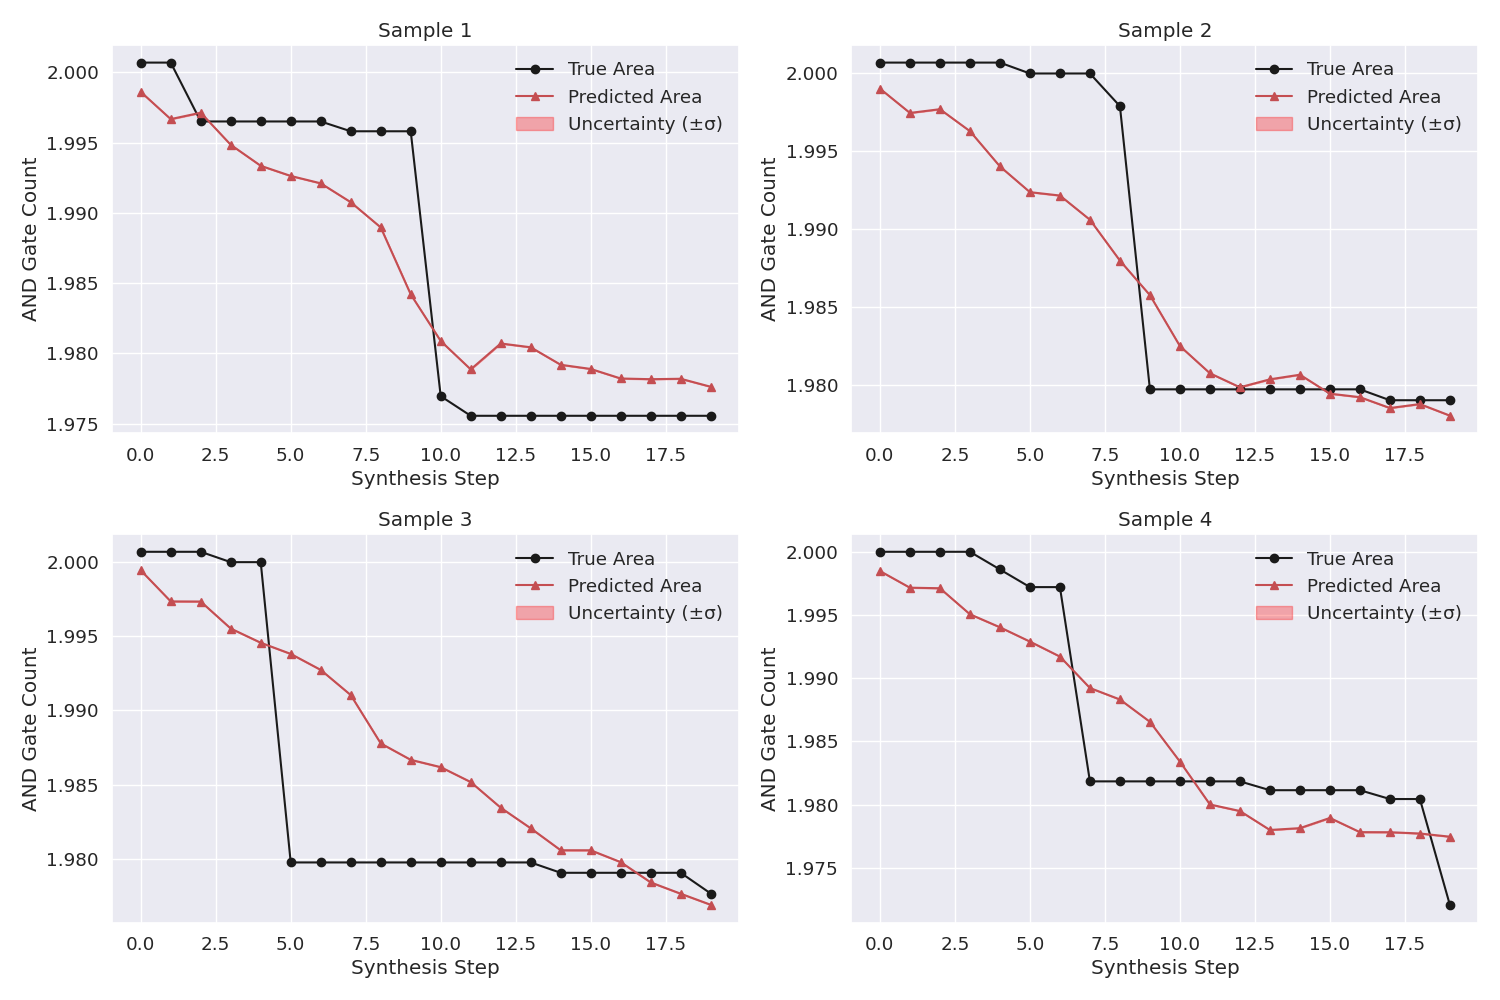 Sample 1
AND Gate Count
2.000
1.995
1.990
1.985
1.980
1.975
True Area
Predicted Area
Uncertainty (±σ)
0.0 2.5 5.0 7.5 10.0 12.5 15.0 17.5
Synthesis Step
Sample 2
AND Gate Count
2.000
1.995
1.990
1.985
1.980
True Area
Predicted Area
Uncertainty (±σ)
0.0 2.5 5.0 7.5 10.0 12.5 15.0 17.5
Synthesis Step
Sample 3
AND Gate Count
2.000
1.995
1.990
1.985
1.980
True Area
Predicted Area
Uncertainty (±σ)
0.0 2.5 5.0 7.5 10.0 12.5 15.0 17.5
Synthesis Step
Sample 4
AND Gate Count
2.000
1.995
1.990
1.985
1.980
1.975
True Area
Predicted Area
Uncertainty (±σ)
0.0 2.5 5.0 7.5 10.0 12.5 15.0 17.5
Synthesis Step